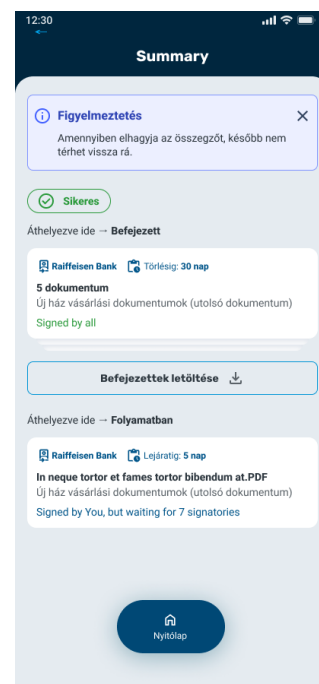 12:30
Summary
Figyelmeztetés
Amennyiben elhagyja az összegzőt, később nem
térhet vissza rá.
Sikeres
Áthelyezve ide → Befejezett
Raiffeisen Bank Törlésig: 30 nap
5 dokumentum
Új ház vásárlási dokumentumok (utolsó dokumentum)
Signed by all
Befejezettek letöltése
Áthelyezve ide → Folyamatban
Raiffeisen Bank Lejáratig: 5 nap
In neque tortor et fames tortor bibendum at.PDF
Új ház vásárlási dokumentumok (utolsó dokumentum)
Signed by You, but waiting for 7 signatories
Nyitólap